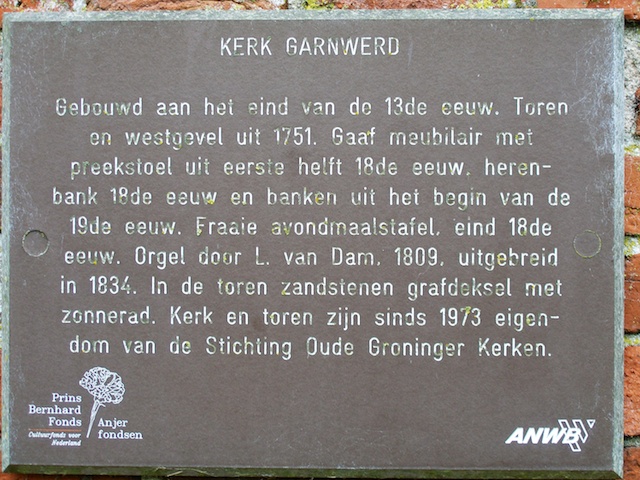 KERK GARNWERD
Gebouwd aan het eind van de 13de eeuw. Toren
en westgevel uit 1751. Gaaf meubilair met
preekstoel uit eerste helft 18de eeuw, heren-
bank 18de eeuw en banken uit het begin van de
19de eeuw. Fraaie avondmaalstafel, eind 18de
eeuw. Orgel door L. van Dam, 1809, uitgebreid
in 1834. In de toren zandstenen grafdeksel met
zonnerad. Kerk en toren zijn sinds 1973 eigen-
dom van de Stichting Oude Groninger Kerken.
Prins
Bernhard
Fonds
Cultuurfonds voor
Nederland
Anjer
fondsen
ANWB